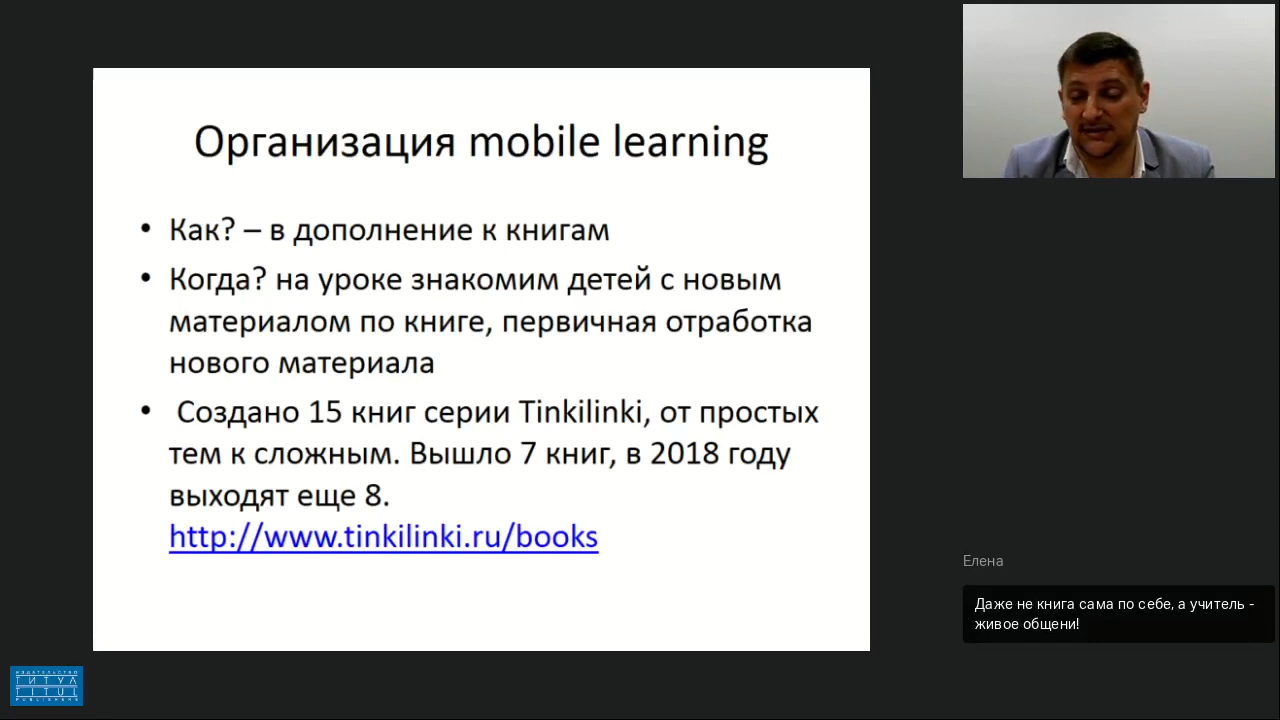 Организация mobile learning
• Как? – в дополнение к книгам
• Когда? на уроке знакомим детей с новым
материалом по книге, первичная отработка
нового материала
• Создано 15 книг серии Tinkilinki, от простых
тем к сложным. Вышло 7 книг, в 2018 году
выходят еще 8.
http://www.tinkilinki.ru/books
Елена
Даже не книга сама по себе, а учитель -
живое общени!
ИЗДАТЕЛЬСТВО
ТИТУЛ
TITUL
PUBLISHERS